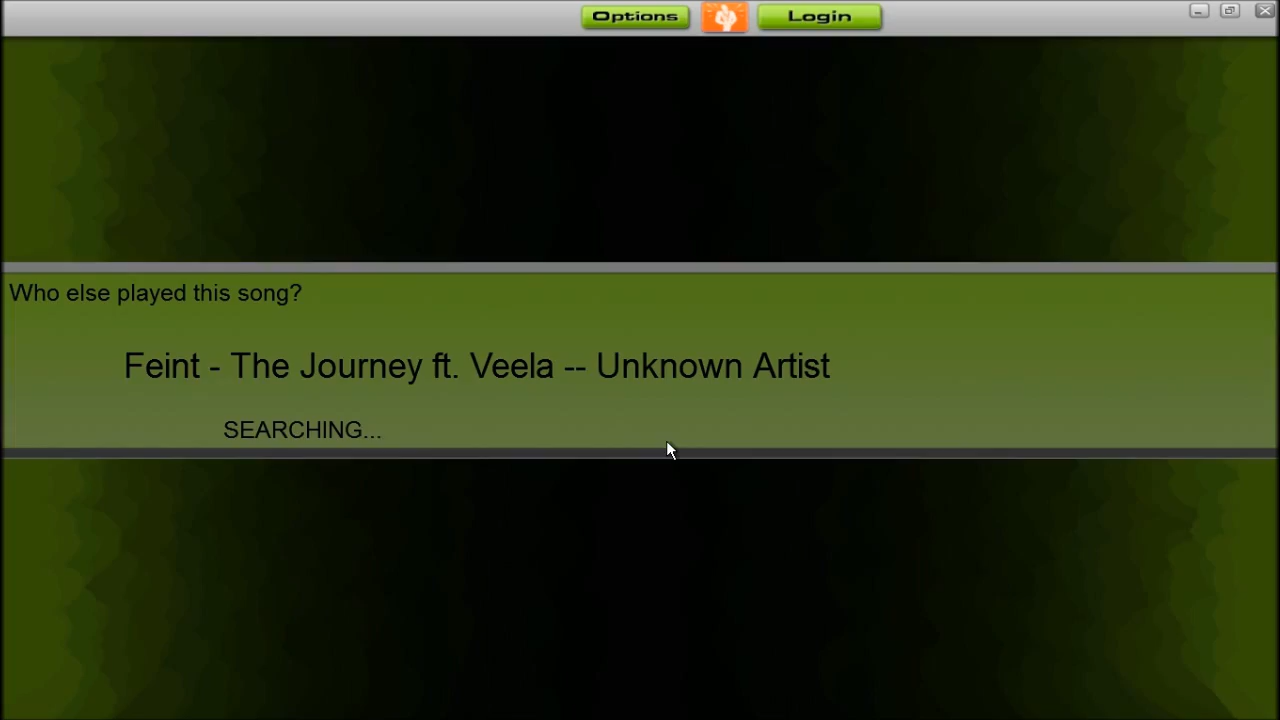 Options
Login
Who else played this song?
Feint - The Journey ft. Veela -- Unknown Artist
SEARCHING...